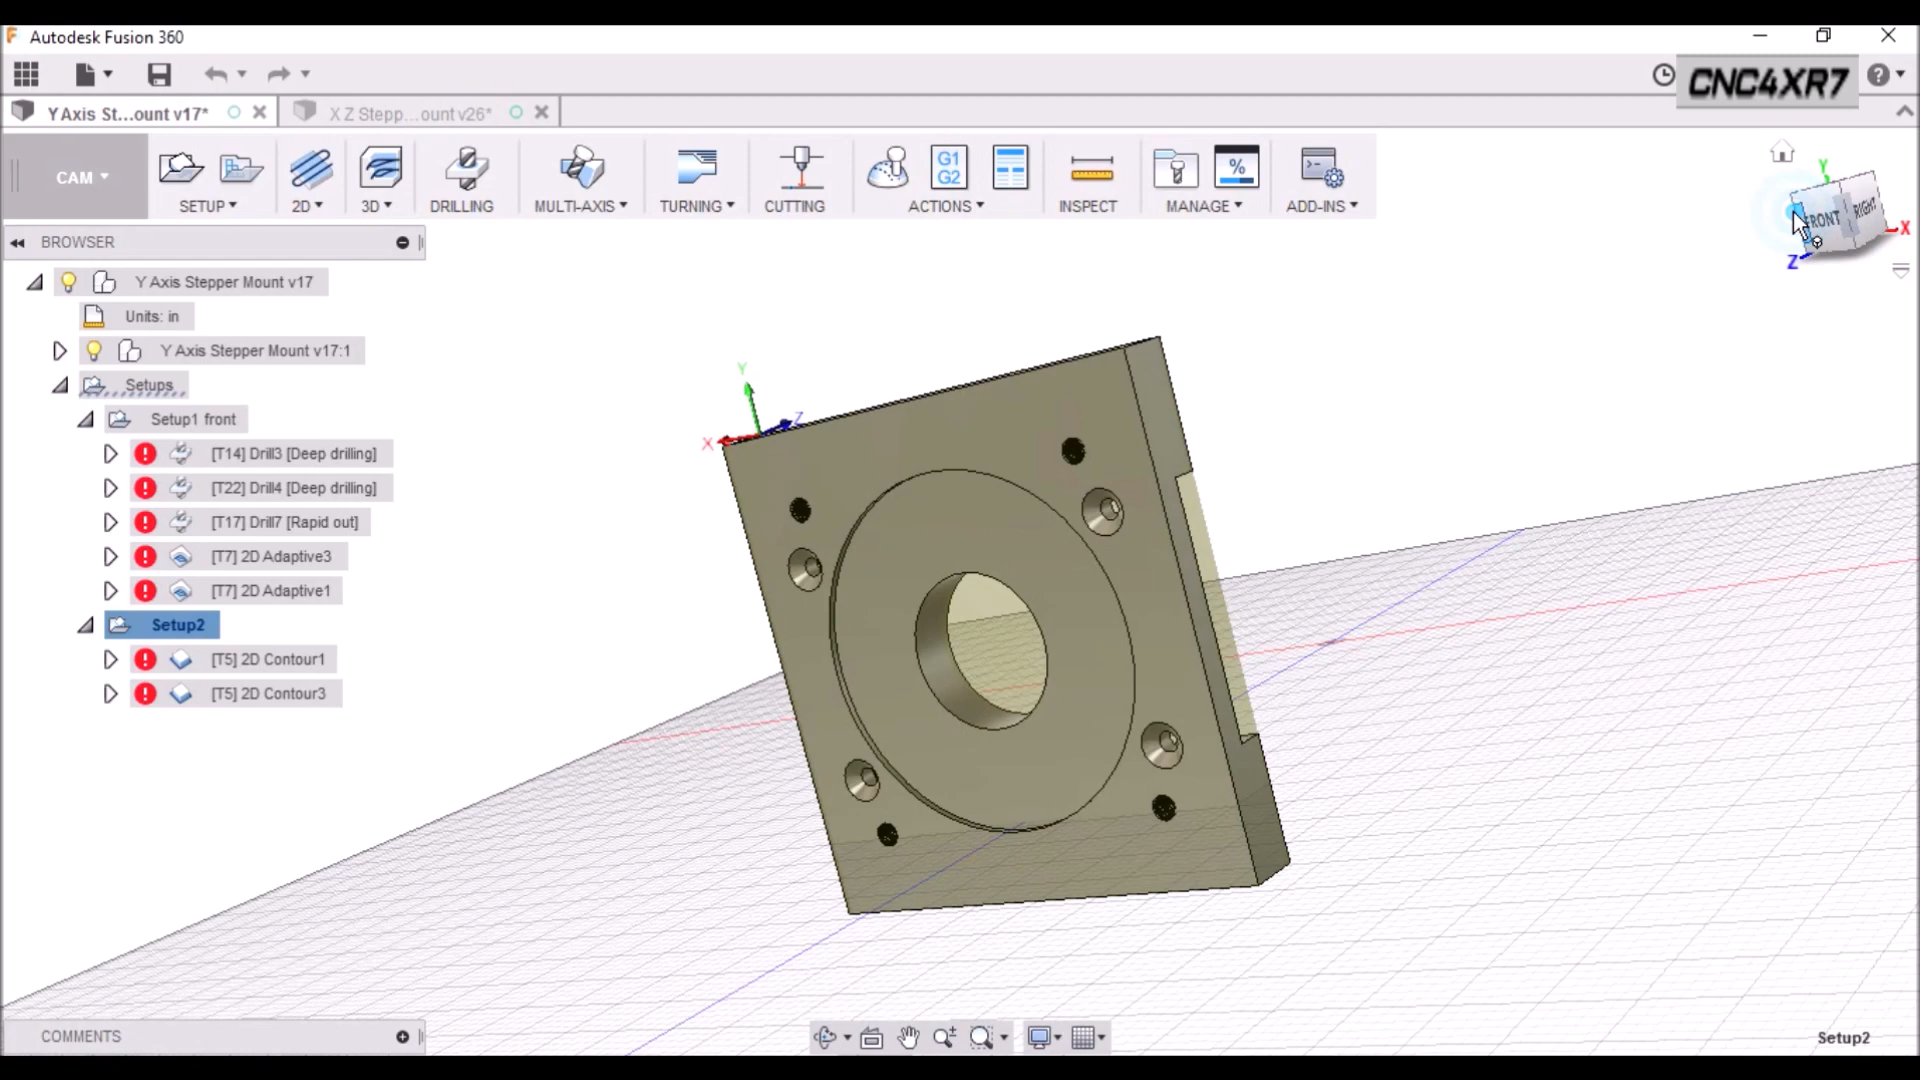 Autodesk Fusion 360
CNC4XR7
Y Axis St...ount v17*
X Z Stepp...ount v26*
CAM
SETUP
2D
3D
DRILLING
MULTI-AXIS
TURNING
CUTTING
G1
G2
ACTIONS
INSPECT
%
MANAGE
ADD-INS
Y
FRONT
RIGHT
X
Z
BROWSER
Y Axis Stepper Mount v17
Units: in
Y Axis Stepper Mount v17:1
Setups
Setup1 front
[T14] Drill3 [Deep drilling]
[T22] Drill4 [Deep drilling]
[T17] Drill7 [Rapid out]
[T7] 2D Adaptive3
[T7] 2D Adaptive1
Setup2
[T5] 2D Contour1
[T5] 2D Contour3
Y
Z
X
COMMENTS
Setup2